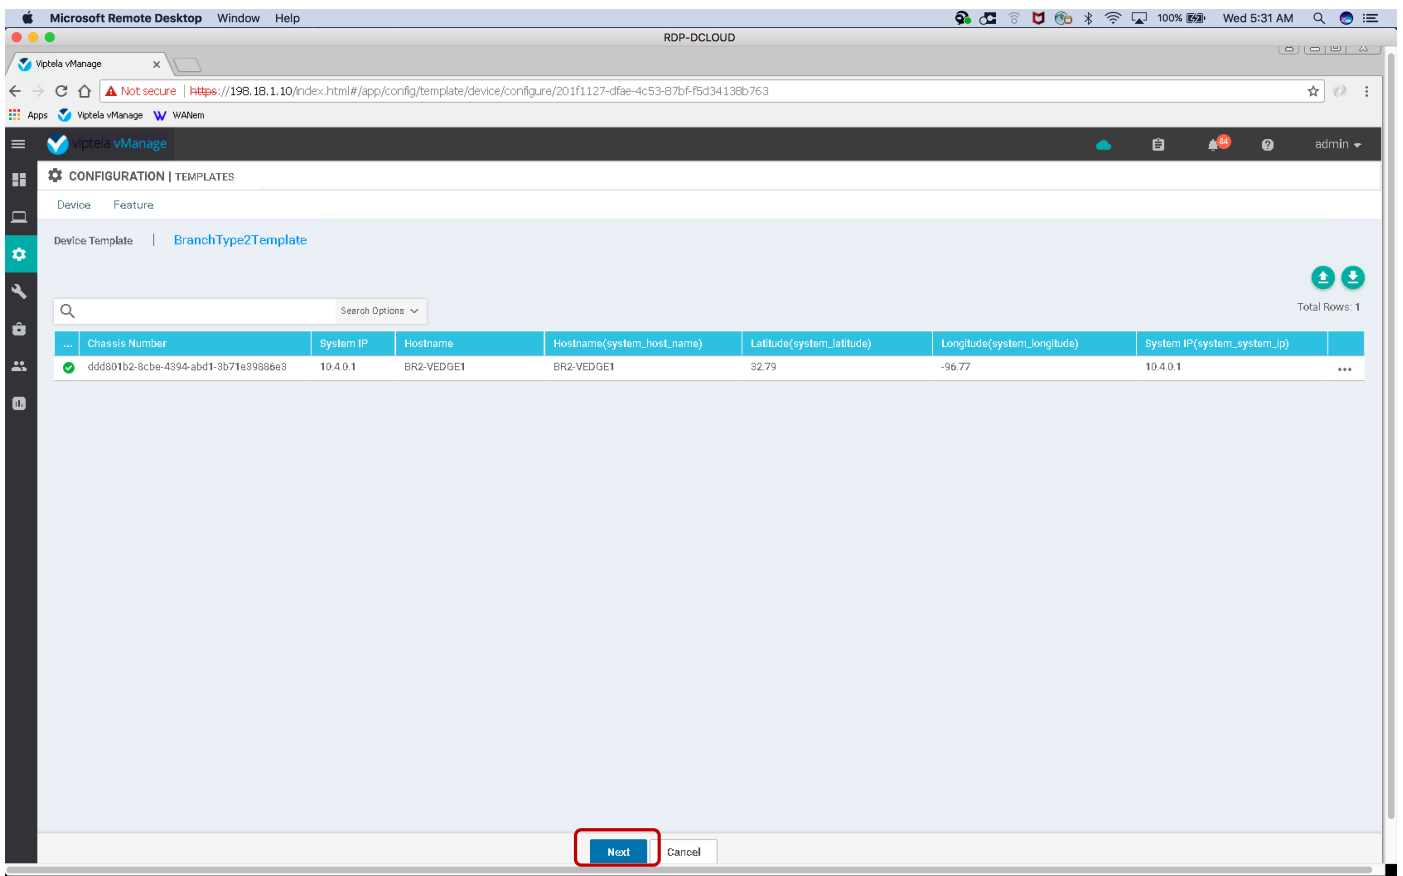 Microsoft Remote Desktop Window Help 100% Wed 5:31 AM
RDP-DCLOUD
Viptela vManage
Not secure | https://198.18.1.10/index.html#/app/config/template/device/configure/201f1127-dfae-4c53-87bf-f5d34138b763
Apps Viptela vManage WANem
viptela vManage 84 admin
CONFIGURATION | TEMPLATES
Device Feature
Device Template | BranchType2Template
Search Options Total Rows: 1
... Chassis Number System IP Hostname Hostname(system_host_name) Latitude(system_latitude) Longitude(system_longitude) System IP(system_system_ip)
ddd801b2-8cbe-4394-abd1-3b71e39886e3 10.4.0.1 BR2-VEDGE1 BR2-VEDGE1 32.79 -96.77 10.4.0.1 •••
Next Cancel